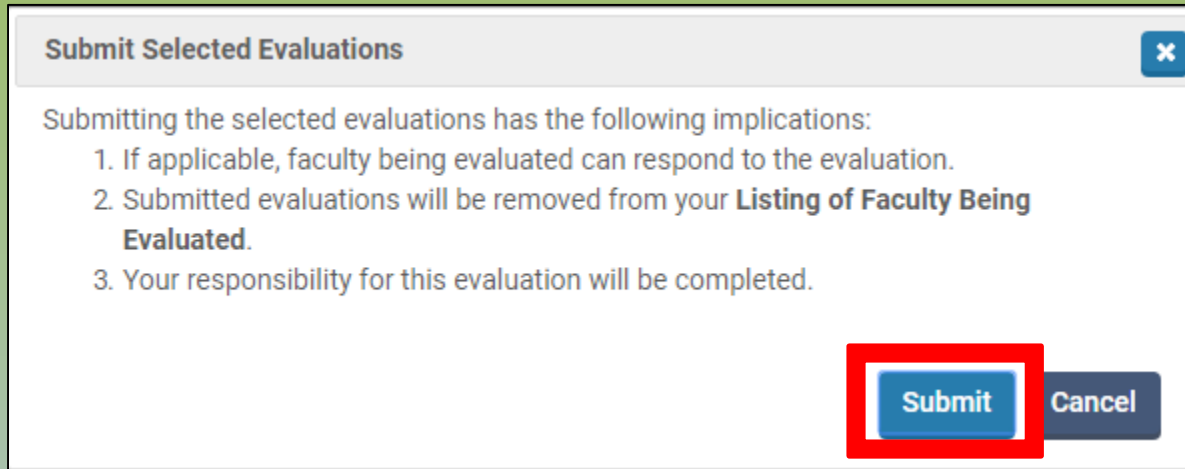 Submit Selected Evaluations
Submitting the selected evaluations has the following implications:
1. If applicable, faculty being evaluated can respond to the evaluation.
2. Submitted evaluations will be removed from your Listing of Faculty Being
Evaluated.
3. Your responsibility for this evaluation will be completed.
Submit Cancel